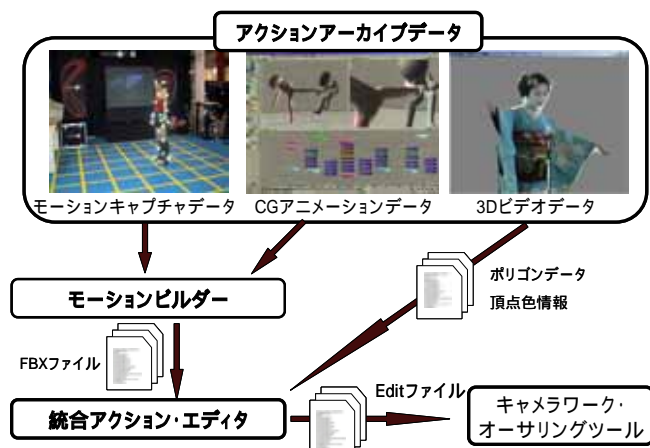 アクションアーカイブデータ
モーションキャプチャデータ
CGアニメーションデータ
3Dビデオデータ
ポリゴンデータ
頂点色情報
モーションビルダー
FBXファイル
Editファイル
統合アクション・エディタ
キャメラワーク・
オーサリングツール